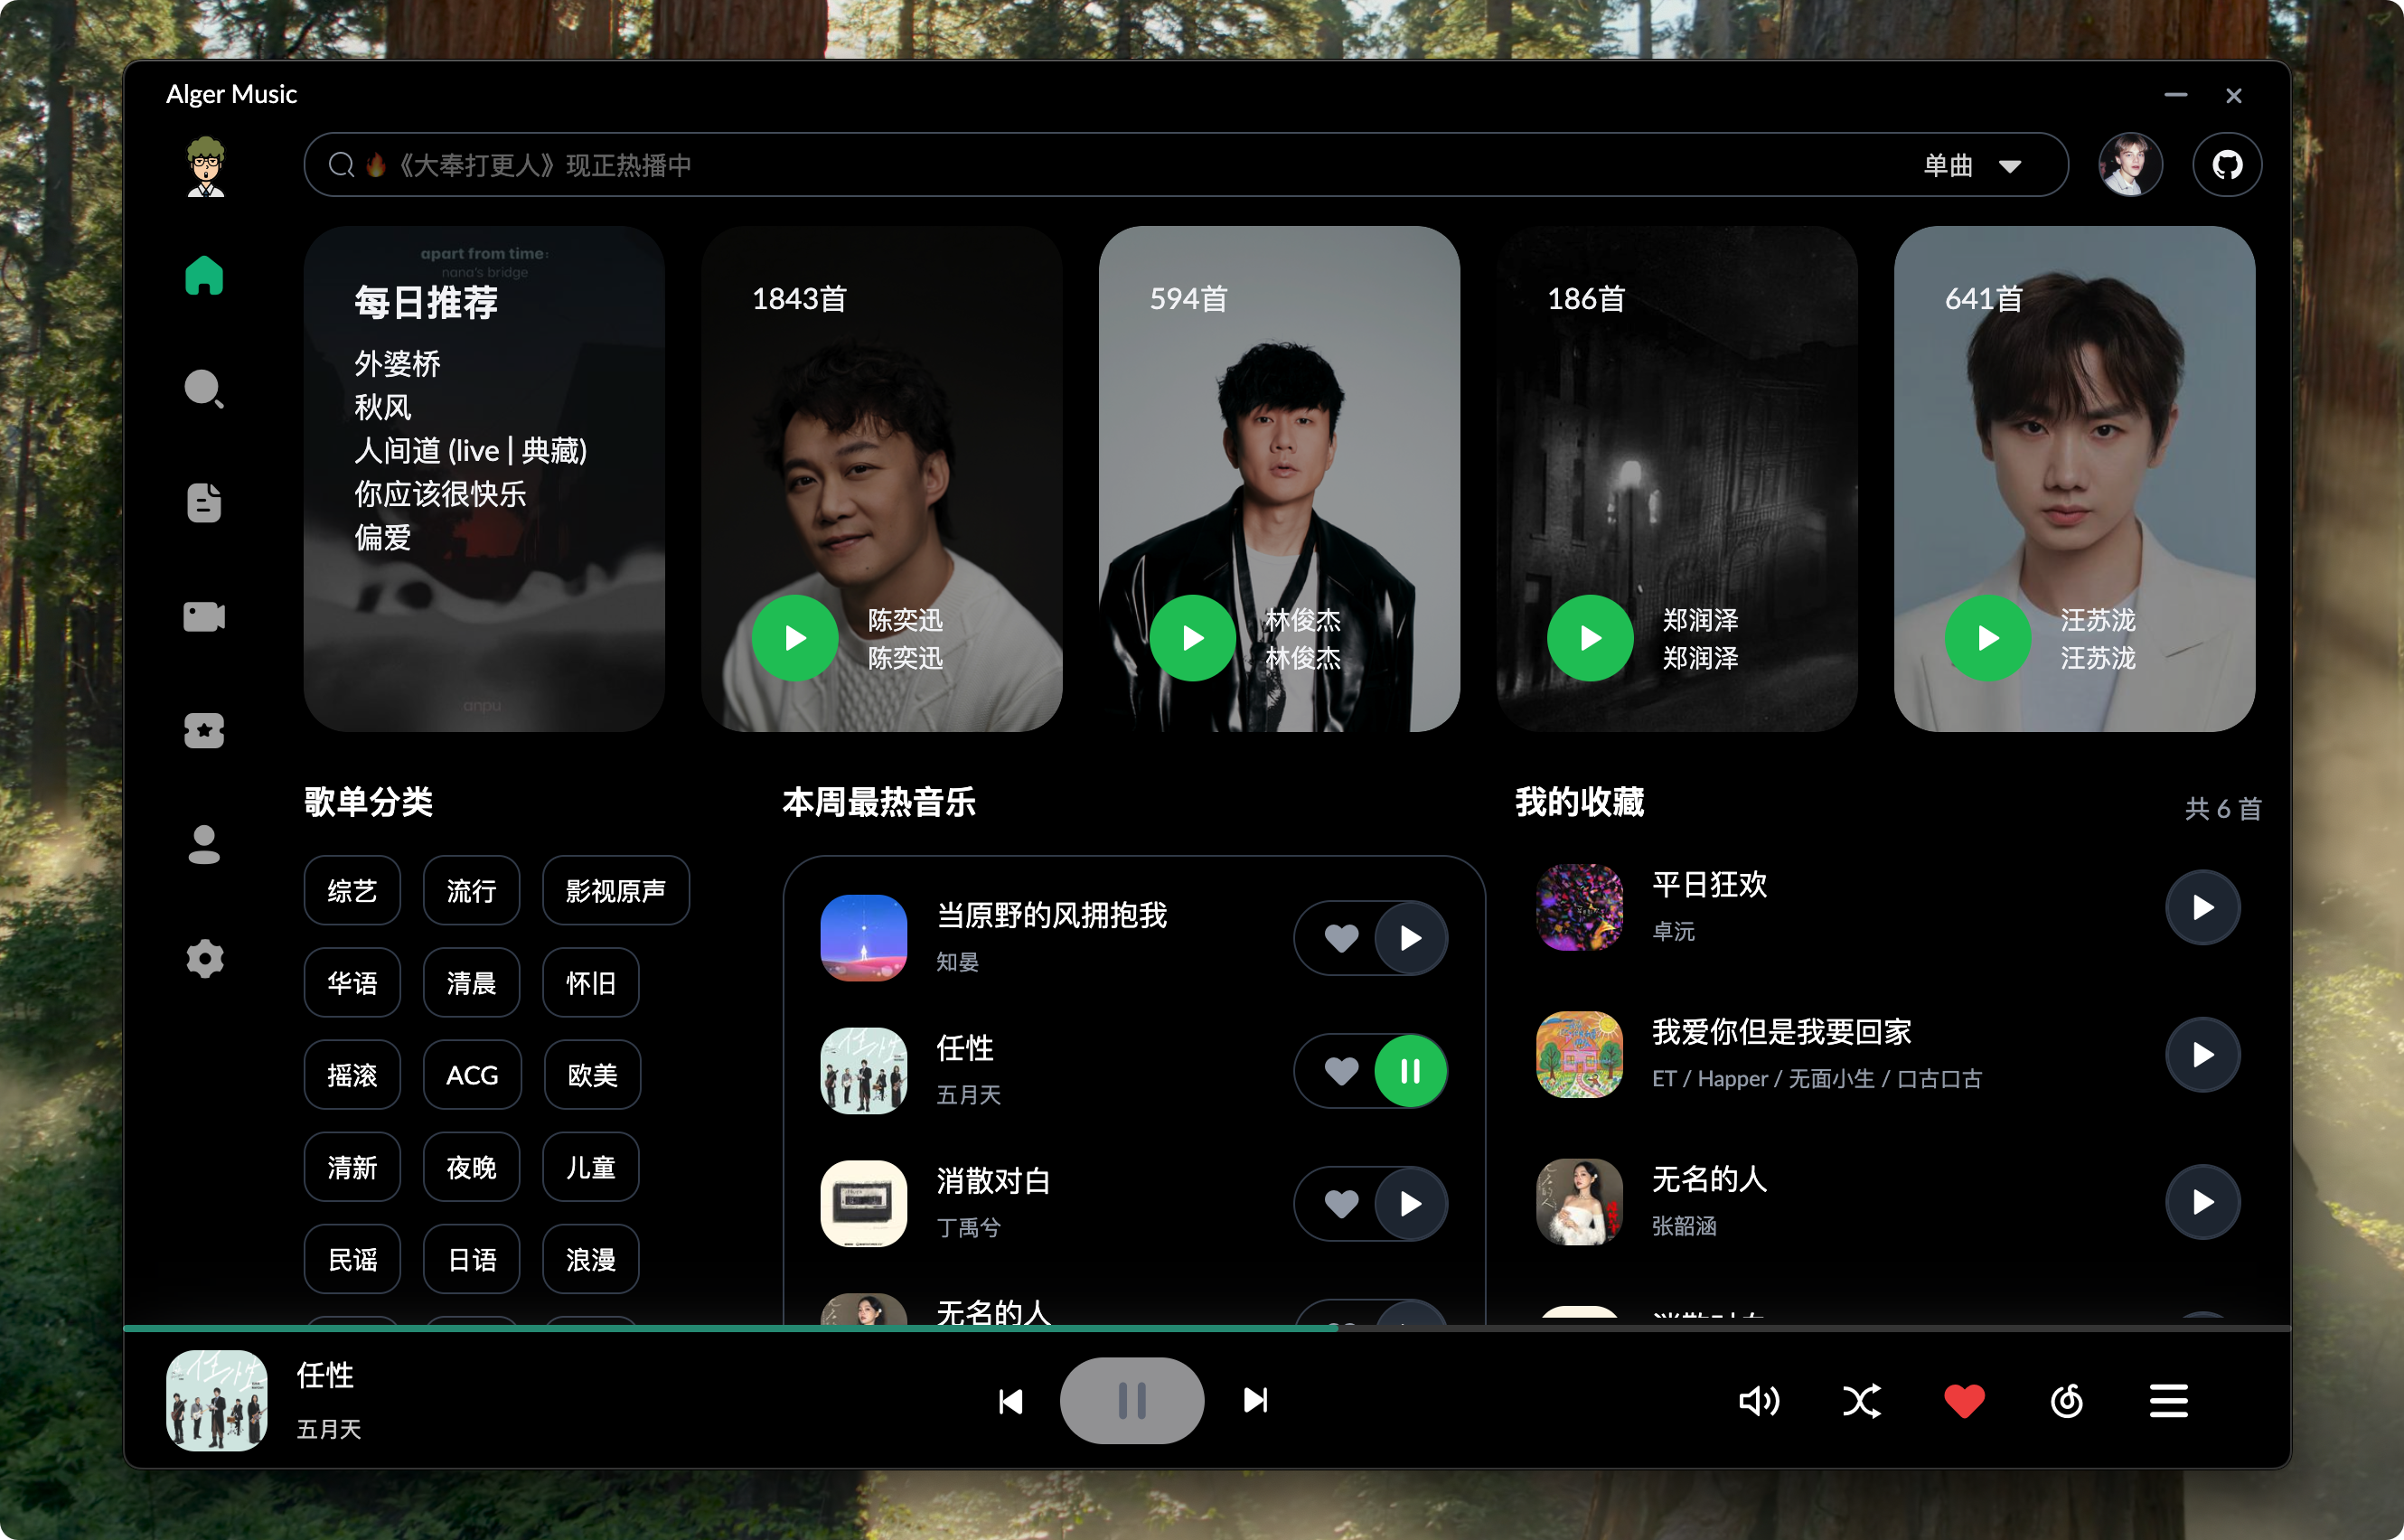 Alger Music
《大奉打更人》现正热播中
单曲
apart from time:
nana's bridge
每日推荐
外婆桥
秋风
人间道 (live | 典藏)
你应该很快乐
偏爱
anpu
1843首
陈奕迅
陈奕迅
594首
林俊杰
林俊杰
186首
郑润泽
郑润泽
641首
汪苏泷
汪苏泷
歌单分类
综艺
流行
影视原声
华语
清晨
怀旧
摇滚
ACG
欧美
清新
夜晚
儿童
民谣
日语
浪漫
本周最热音乐
当原野的风拥抱我
知晏
任性
五月天
消散对白
丁禹兮
无名的人
我的收藏
共 6 首
平日狂欢
卓沅
我爱你但是我要回家
ET / Happer / 无面小生 / 口古口古
无名的人
张韶涵
任性
五月天